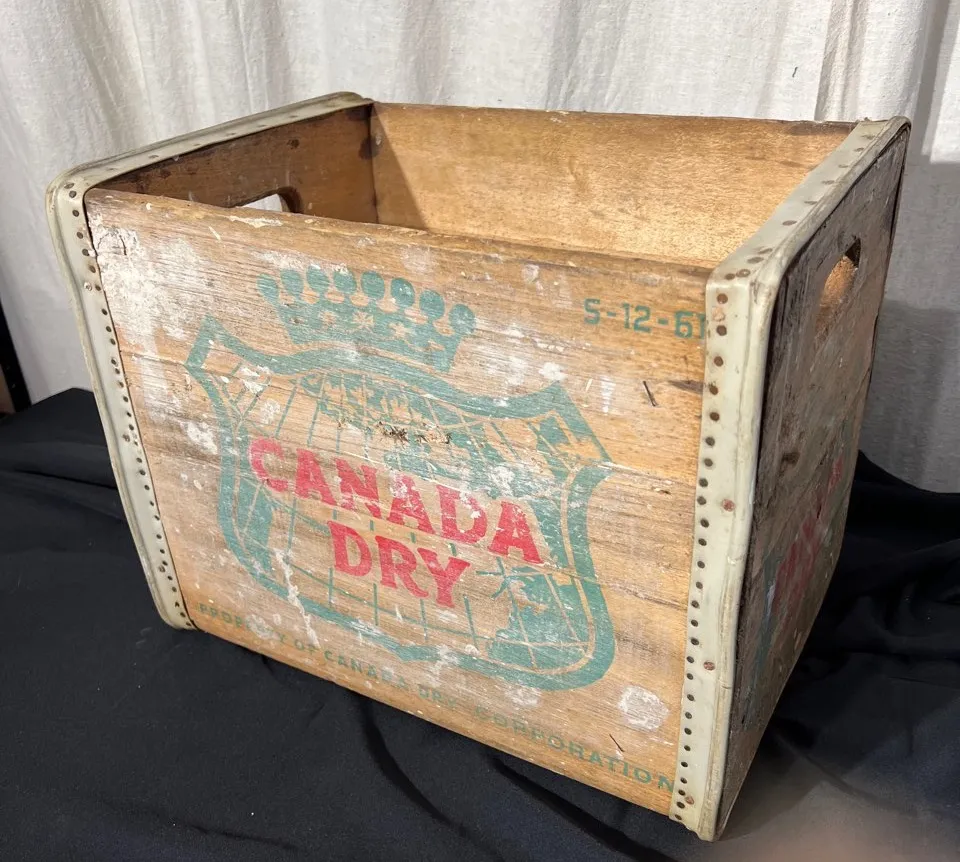 S-12-61
CANADA
DRY
PROPERTY OF CANADA DRY CORPORATION